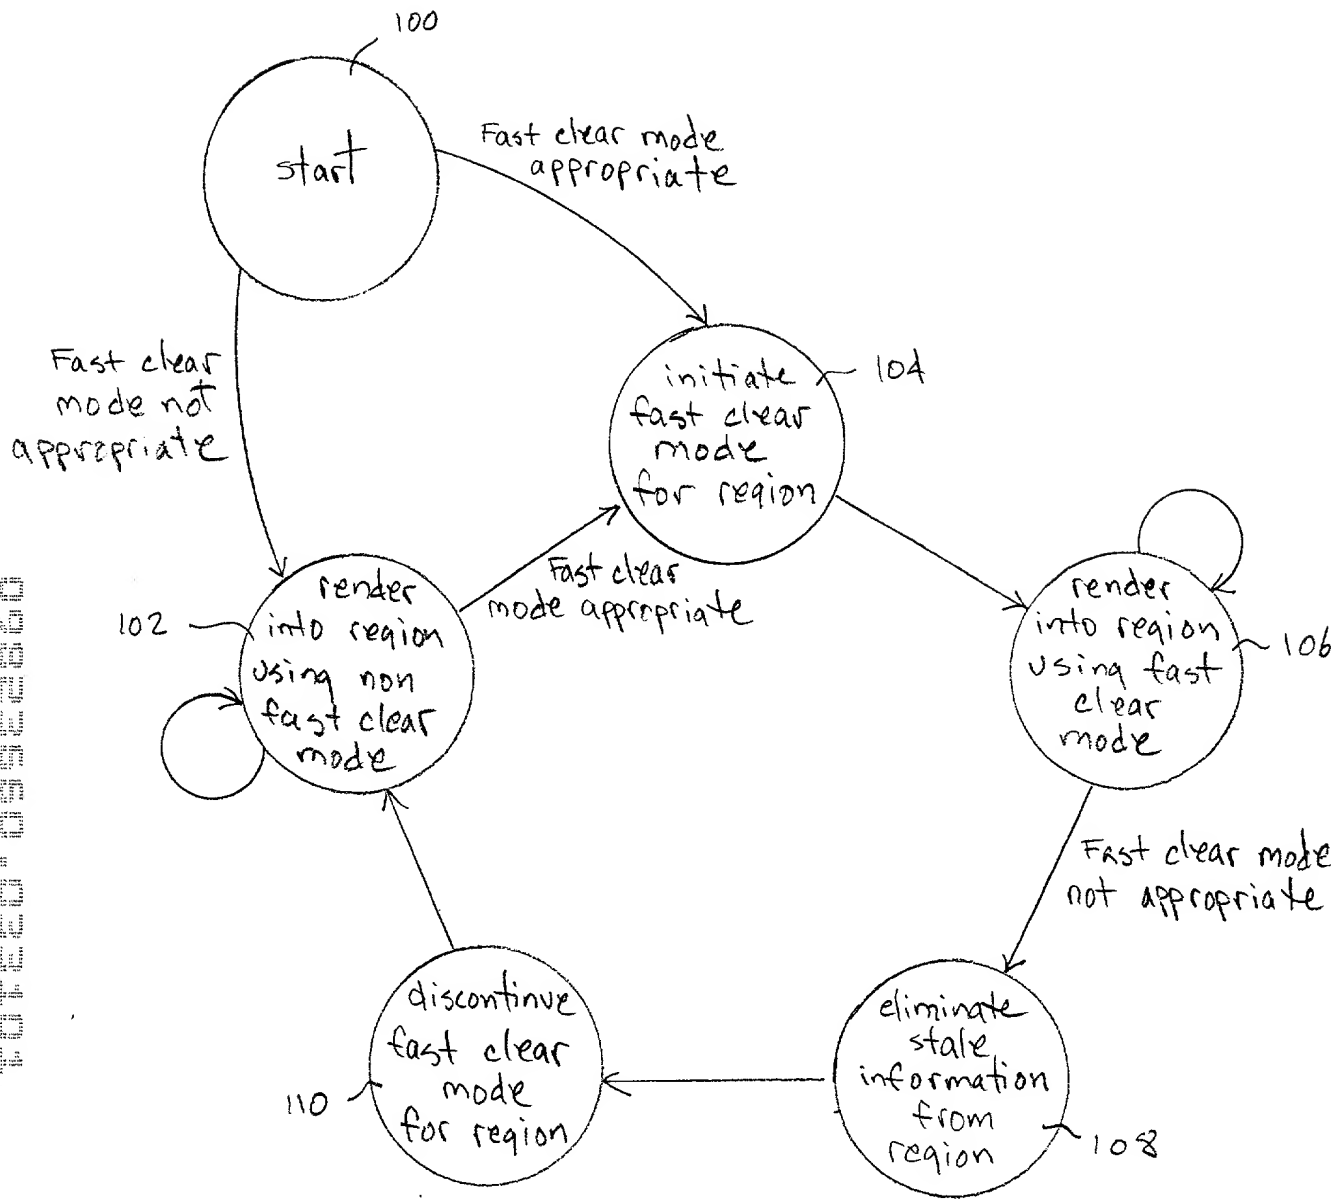 100
start
Fast clear mode
appropriate
Fast clear
mode not
appropriate
initiate
fast clear
mode
for region
104
Fast clear
mode appropriate
102
render
into region
using non
fast clear
mode
render
into region
using fast
clear
mode
106
Fast clear mode
not appropriate
discontinue
fast clear
mode
for region
110
eliminate
stale
information
from
region
108